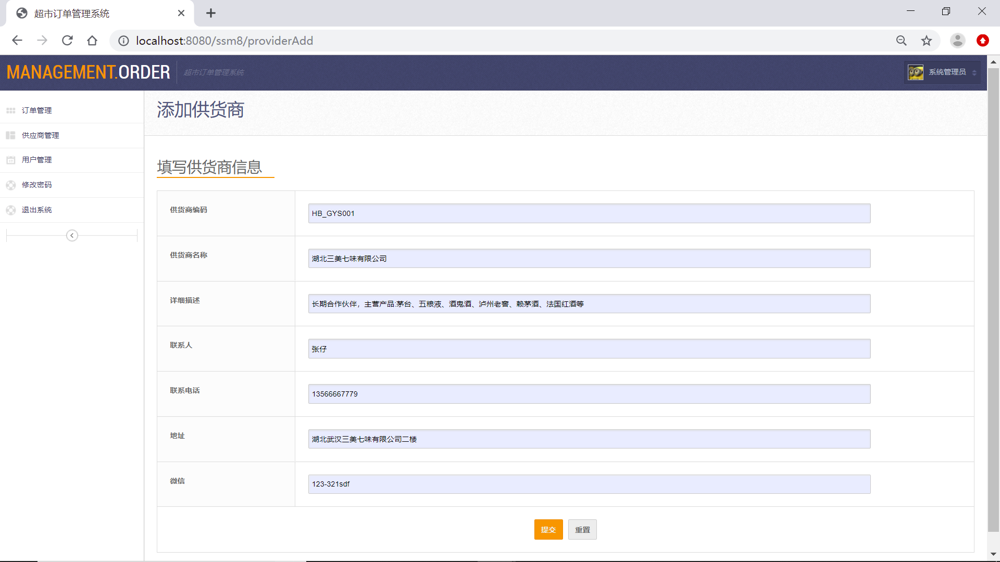 超市订单管理系统
localhost:8080/ssm8/providerAdd
MANAGEMENT.ORDER
超市订单管理系统
系统管理员
订单管理
供应商管理
用户管理
修改密码
退出系统
添加供货商
填写供货商信息
供货商编码
HB_GYS001
供货商名称
湖北三美七味有限公司
详细描述
长期合作伙伴，主营产品:茅台、五粮液、酒鬼酒、泸州老窖、赖茅酒、法国红酒等
联系人
张仔
联系电话
13566667779
地址
湖北武汉三美七味有限公司二楼
微信
123-321sdf
提交
重置